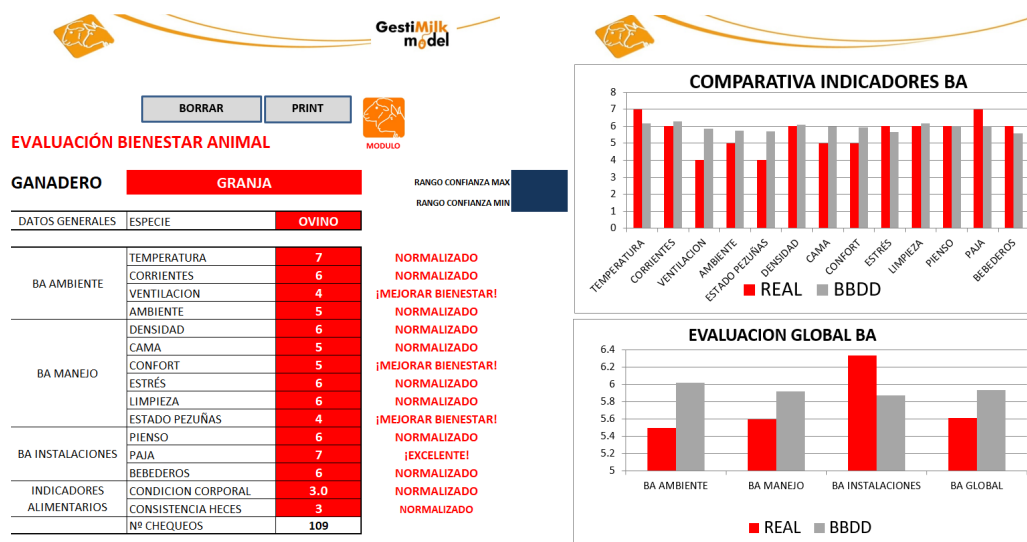 GestiMilk
model
BORRAR PRINT
MODULO
EVALUACIÓN BIENESTAR ANIMAL
GANADERO GRANJA
RANGO CONFIANZA MAX
RANGO CONFIANZA MIN
DATOS GENERALES ESPECIE OVINO
BA AMBIENTE
TEMPERATURA 7 NORMALIZADO
CORRIENTES 6 NORMALIZADO
VENTILACION 4 ¡MEJORAR BIENESTAR!
AMBIENTE 5 NORMALIZADO
BA MANEJO
DENSIDAD 6 NORMALIZADO
CAMA 5 NORMALIZADO
CONFORT 5 ¡MEJORAR BIENESTAR!
ESTRÉS 6 NORMALIZADO
LIMPIEZA 6 NORMALIZADO
ESTADO PEZUÑAS 4 ¡MEJORAR BIENESTAR!
BA INSTALACIONES
PIENSO 6 NORMALIZADO
PAJA 7 ¡EXCELENTE!
BEBEDEROS 6 NORMALIZADO
INDICADORES
ALIMENTARIOS
CONDICION CORPORAL 3.0 NORMALIZADO
CONSISTENCIA HECES 3 NORMALIZADO
Nº CHEQUEOS 109
COMPARATIVA INDICADORES BA
8
7
6
5
4
3
2
1
0
TEMPERATURA
CORRIENTES
VENTILACION
AMBIENTE
ESTADO PEZUÑAS
DENSIDAD
CAMA
CONFORT
ESTRÉS
LIMPIEZA
PIENSO
PAJA
BEBEDEROS
REAL BBDD
EVALUACION GLOBAL BA
6.4
6.2
6
5.8
5.6
5.4
5.2
5
BA AMBIENTE BA MANEJO BA INSTALACIONES BA GLOBAL
REAL BBDD